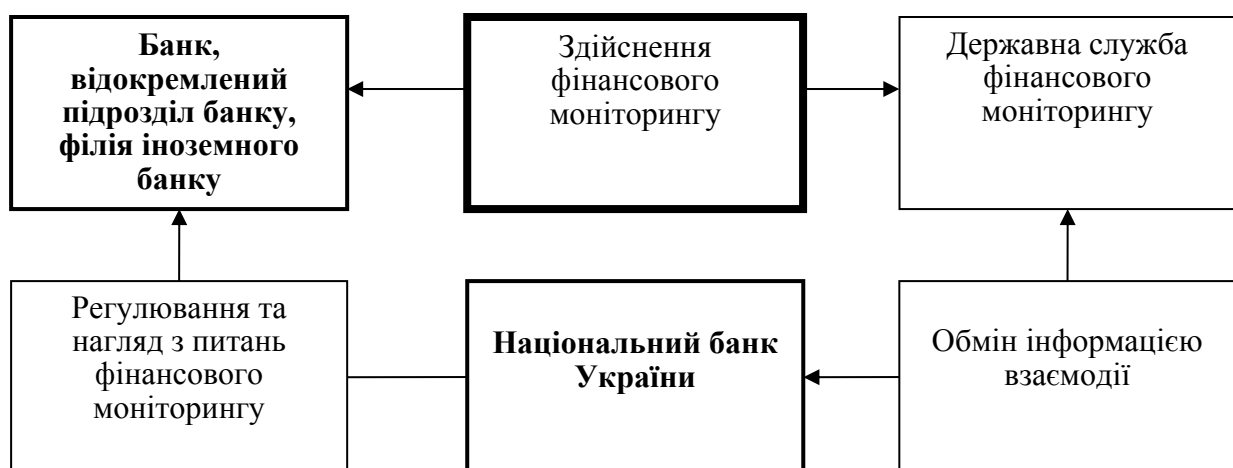 Банк,
відокремлений
підрозділ банку,
філія іноземного
банку
Здійснення
фінансового
моніторингу
Державна служба
фінансового
моніторингу
Регулювання та
нагляд з питань
фінансового
моніторингу
Національний банк
України
Обмін інформацією
взаємодії